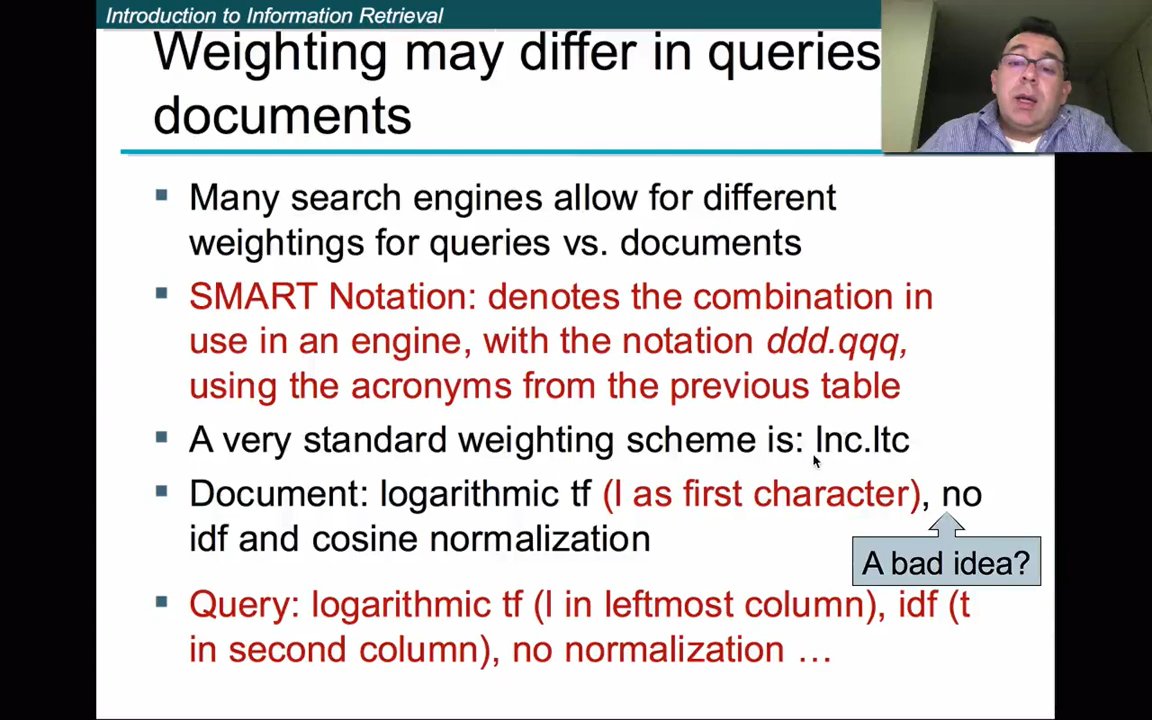 Introduction to Information Retrieval
Weighting may differ in queries
documents
▪ Many search engines allow for different
weightings for queries vs. documents
▪ SMART Notation: denotes the combination in
use in an engine, with the notation ddd.qqq,
using the acronyms from the previous table
▪ A very standard weighting scheme is: lnc.ltc
▪ Document: logarithmic tf (l as first character), no
idf and cosine normalization
A bad idea?
▪ Query: logarithmic tf (l in leftmost column), idf (t
in second column), no normalization …